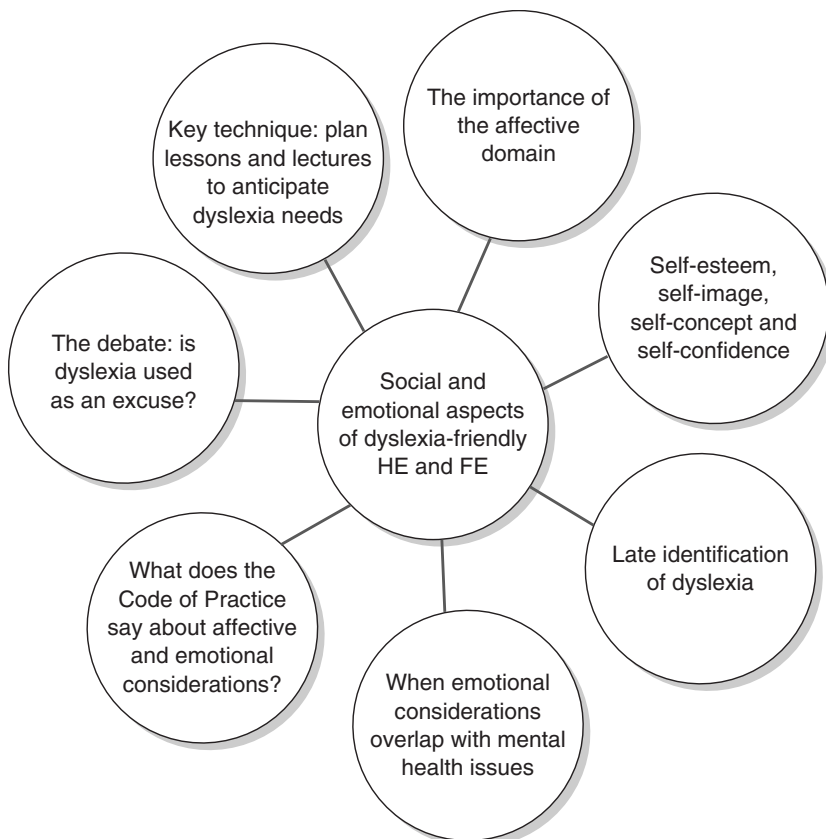 Social and
emotional aspects
of dyslexia-friendly
HE and FE
The importance of
the affective
domain
Self-esteem,
self-image,
self-concept and
self-confidence
Late identification
of dyslexia
When emotional
considerations
overlap with mental
health issues
What does the
Code of Practice
say about affective
and emotional
considerations?
The debate: is
dyslexia used
as an excuse?
Key technique: plan
lessons and lectures
to anticipate
dyslexia needs